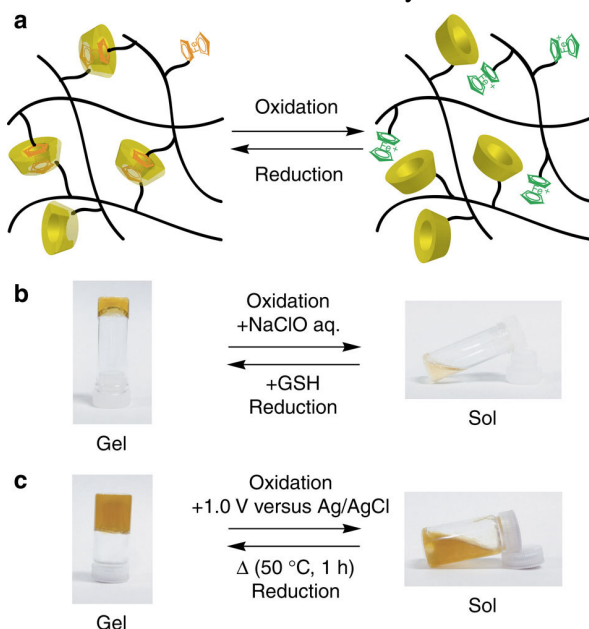 a
Oxidation
Reduction
b
Oxidation
+NaClO aq.
+GSH
Reduction
Gel
Sol
c
Oxidation
+1.0 V versus Ag/AgCl
Δ (50 °C, 1 h)
Reduction
Gel
Sol